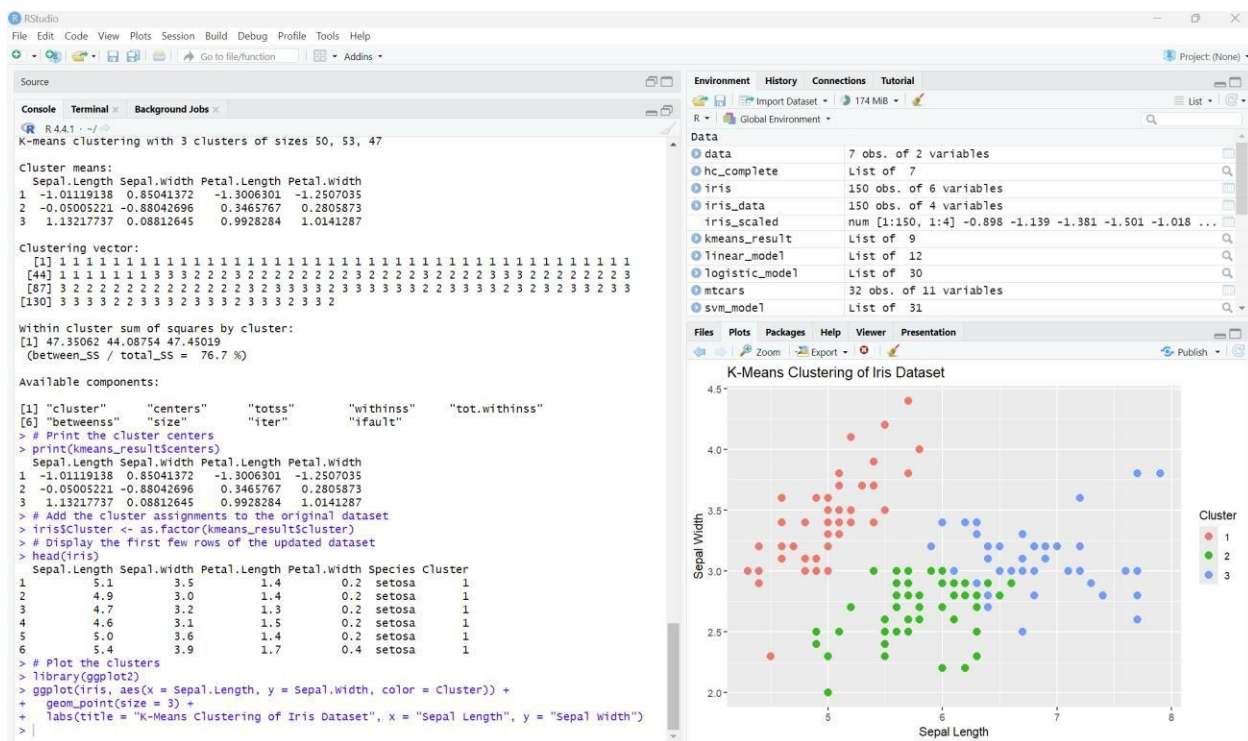 RStudio
File Edit Code View Plots Session Build Debug Profile Tools Help
Go to file/function Addins Project: (None)
Source
Console Terminal Background Jobs
R 4.4.1 · ~/
K-means clustering with 3 clusters of sizes 50, 53, 47
Cluster means:
  Sepal.Length Sepal.Width Petal.Length Petal.Width
1 -1.01119138 0.85041372 -1.3006301 -1.2507035
2 -0.05005221 -0.88042696 0.3465767 0.2805873
3 1.13217737 0.08812645 0.9928284 1.0141287
Clustering vector:
[1] 1 1 1 1 1 1 1 1 1 1 1 1 1 1 1 1 1 1 1 1 1 1 1 1 1 1 1 1 1 1 1 1 1 1 1 1 1 1 1 1 1 1 1
[44] 1 1 1 1 1 1 1 3 3 3 2 2 2 3 2 2 2 2 2 2 2 2 3 2 2 2 2 3 2 2 2 2 3 3 3 2 2 2 2 2 2 2 3
[87] 3 2 2 2 2 2 2 2 2 2 2 2 2 2 3 2 3 3 3 3 2 3 3 3 3 3 3 2 2 3 3 3 3 2 3 2 3 2 3 3 2 3 3
[130] 3 3 3 3 2 2 3 3 3 2 3 3 3 2 3 3 3 2 3 3 2
Within cluster sum of squares by cluster:
[1] 47.35062 44.08754 47.45019
(between_SS / total_SS = 76.7 %)
Available components:
[1] "cluster" "centers" "totss" "withinss" "tot.withinss"
[6] "betweenss" "size" "iter" "ifault"
> # Print the cluster centers
> print(kmeans_result$centers)
  Sepal.Length Sepal.Width Petal.Length Petal.Width
1 -1.01119138 0.85041372 -1.3006301 -1.2507035
2 -0.05005221 -0.88042696 0.3465767 0.2805873
3 1.13217737 0.08812645 0.9928284 1.0141287
> # Add the cluster assignments to the original dataset
> iris$Cluster <- as.factor(kmeans_result$cluster)
> # Display the first few rows of the updated dataset
> head(iris)
  Sepal.Length Sepal.Width Petal.Length Petal.Width Species Cluster
1 5.1 3.5 1.4 0.2 setosa 1
2 4.9 3.0 1.4 0.2 setosa 1
3 4.7 3.2 1.3 0.2 setosa 1
4 4.6 3.1 1.5 0.2 setosa 1
5 5.0 3.6 1.4 0.2 setosa 1
6 5.4 3.9 1.7 0.4 setosa 1
> # Plot the clusters
> library(ggplot2)
> ggplot(iris, aes(x = Sepal.Length, y = Sepal.Width, color = Cluster)) +
+   geom_point(size = 3) +
+   labs(title = "K-Means Clustering of Iris Dataset", x = "Sepal Length", y = "Sepal Width")
>
Environment History Connections Tutorial
Import Dataset 174 MiB List
R Global Environment
Data
data 7 obs. of 2 variables
hc_complete List of 7
iris 150 obs. of 6 variables
iris_data 150 obs. of 4 variables
iris_scaled num [1:150, 1:4] -0.898 -1.139 -1.381 -1.501 -1.018 ...
kmeans_result List of 9
linear_model List of 12
logistic_model List of 30
mtcars 32 obs. of 11 variables
svm_model List of 31
Files Plots Packages Help Viewer Presentation
Zoom Export Publish
K-Means Clustering of Iris Dataset
4.5
4.0
3.5
3.0
2.5
2.0
Sepal Width
5 6 7 8
Sepal Length
Cluster
1
2
3